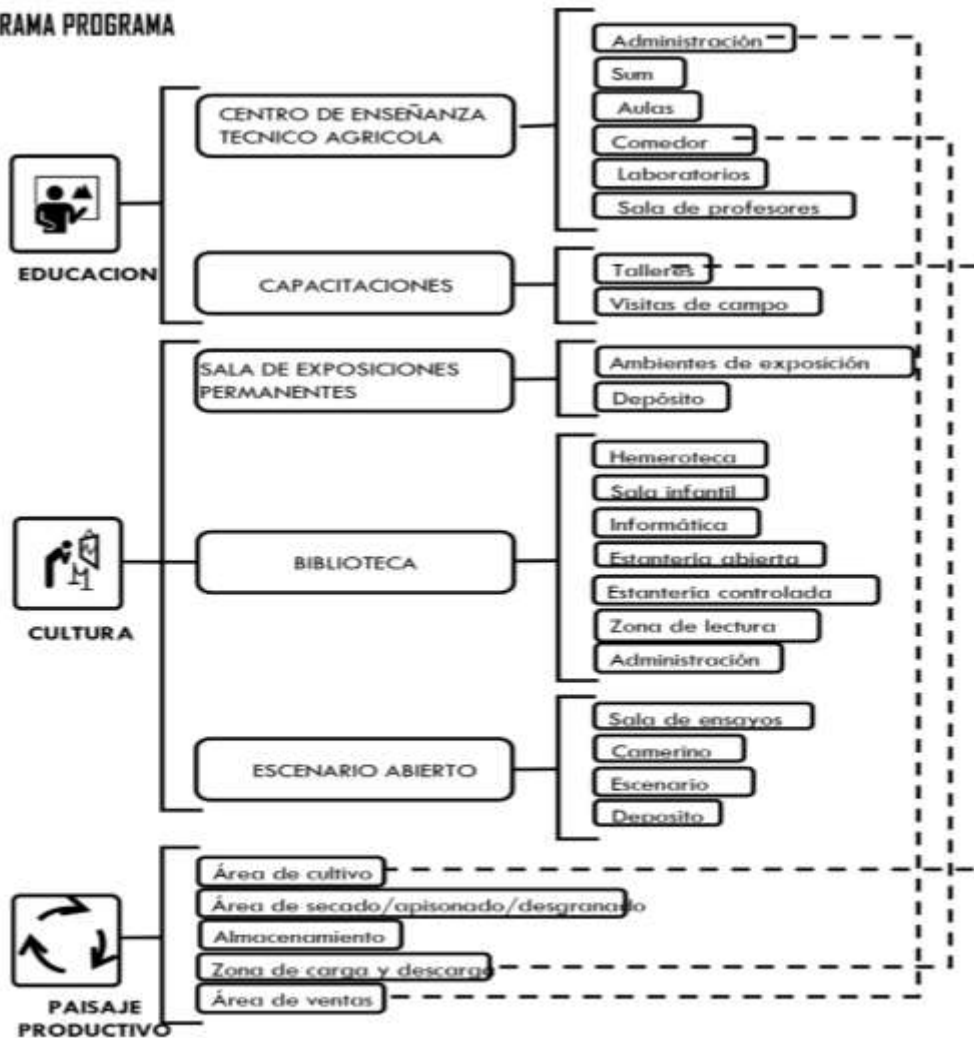 RAMA PROGRAMA
EDUCACION
CENTRO DE ENSEÑANZA
TECNICO AGRICOLA
Administración
Sum
Aulas
Comedor
Laboratorios
Sala de profesores
CAPACITACIONES
Talleres
Visitas de campo
CULTURA
SALA DE EXPOSICIONES
PERMANENTES
Ambientes de exposición
Depósito
BIBLIOTECA
Hemeroteca
Sala infantil
Informática
Estantería abierta
Estantería controlada
Zona de lectura
Administración
ESCENARIO ABIERTO
Sala de ensayos
Camerino
Escenario
Deposito
PAISAJE
PRODUCTIVO
Área de cultivo
Área de secado/apisonado/desgranado
Almacenamiento
Zona de carga y descarga
Área de ventas